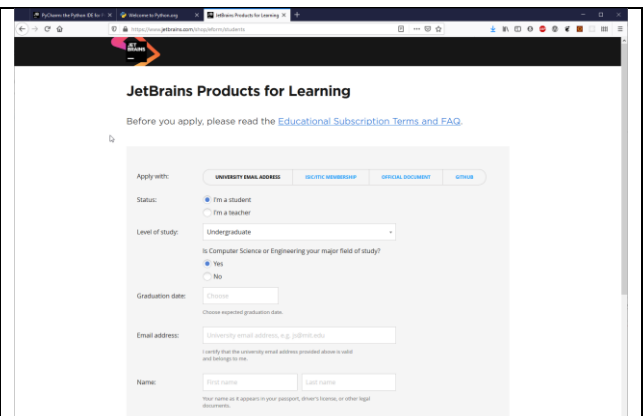 PyCharm: the Python IDE for
Welcome to Python.org
JetBrains Products for Learning
https://www.jetbrains.com/shop/eform/students
JET
BRAINS
JetBrains Products for Learning
Before you apply, please read the Educational Subscription Terms and FAQ.
Apply with:
UNIVERSITY EMAIL ADDRESS
ISIC/ITIC MEMBERSHIP
OFFICIAL DOCUMENT
GITHUB
Status:
I'm a student
I'm a teacher
Level of study:
Undergraduate
Is Computer Science or Engineering your major field of study?
Yes
No
Graduation date:
Choose
Choose expected graduation date.
Email address:
University email address, e.g. js@mit.edu
I certify that the university email address provided above is valid
and belongs to me.
Name:
First name
Last name
Your name as it appears in your passport, driver's license, or other legal
documents.